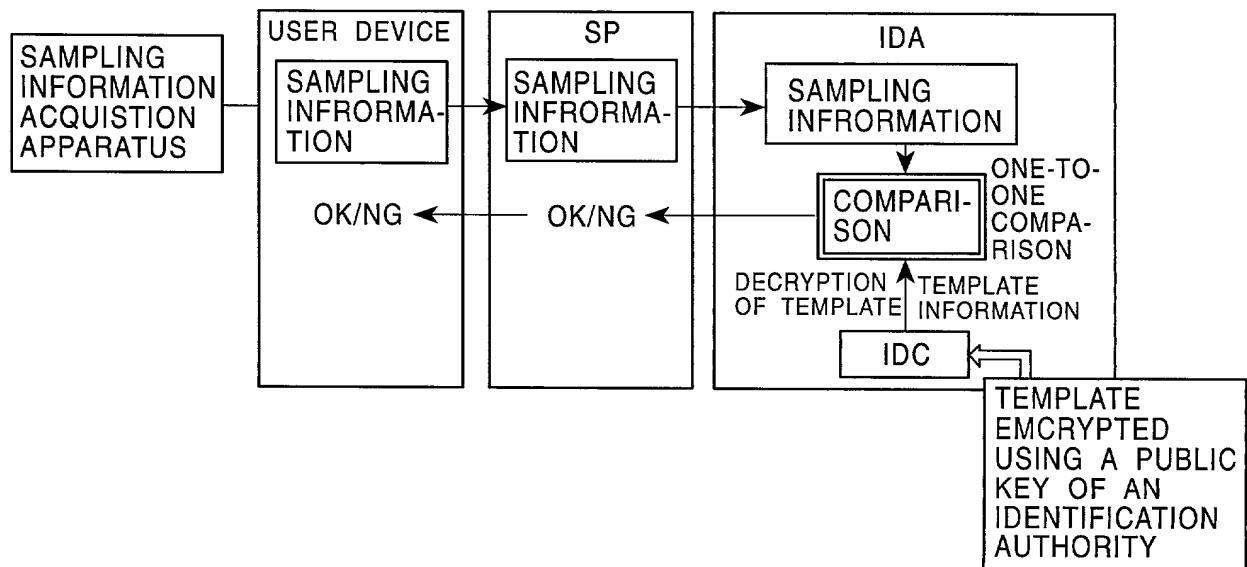 SAMPLING
INFORMATION
ACQUISTION
APPARATUS
USER DEVICE
SAMPLING
INFRORMA-
TION
OK/NG
SP
SAMPLING
INFRORMA-
TION
OK/NG
IDA
SAMPLING
INFRORMATION
COMPARI-
SON
ONE-TO-
ONE
COMPA-
RISON
DECRYPTION
OF TEMPLATE
TEMPLATE
INFORMATION
IDC
TEMPLATE
EMCRYPTED
USING A PUBLIC
KEY OF AN
IDENTIFICATION
AUTHORITY